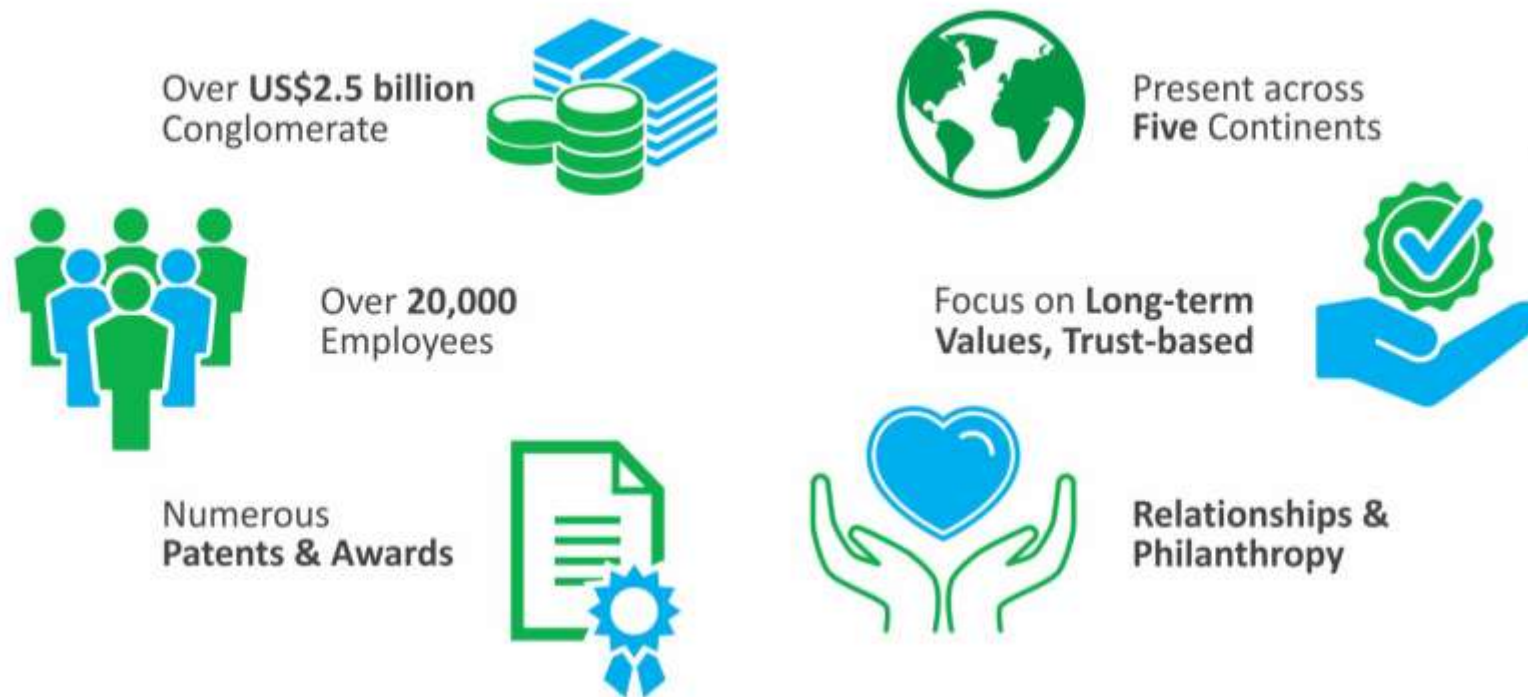 Over US$2.5 billion
Conglomerate
Present across
Five Continents
Over 20,000
Employees
Focus on Long-term
Values, Trust-based
Numerous
Patents & Awards
Relationships &
Philanthropy